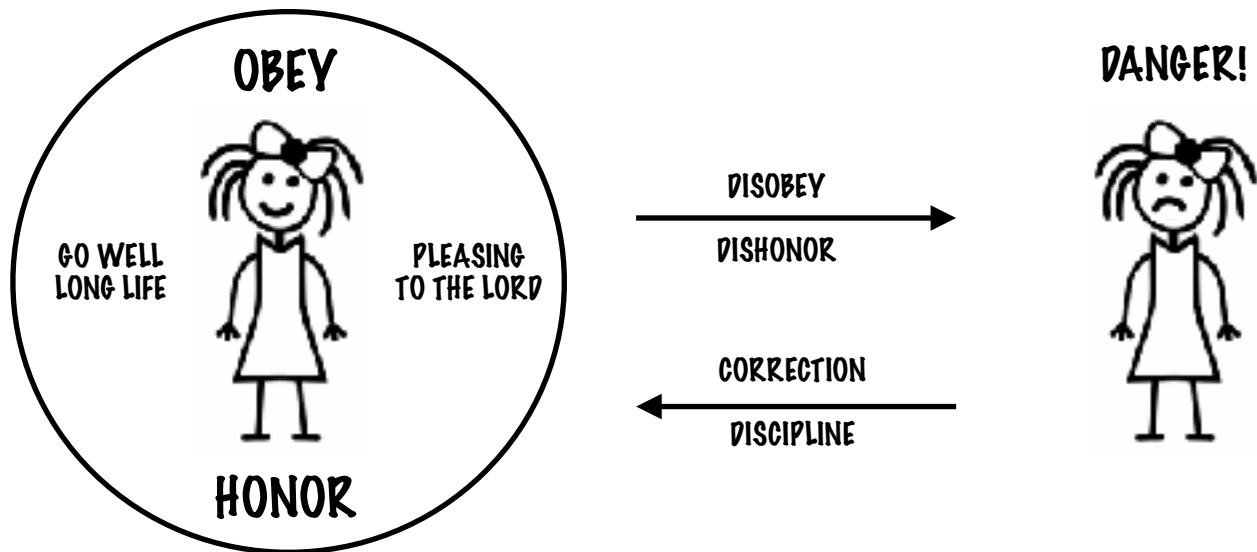 OBEY
GO WELL
LONG LIFE
PLEASING
TO THE LORD
HONOR
DISOBEY
DISHONOR
CORRECTION
DISCIPLINE
DANGER!